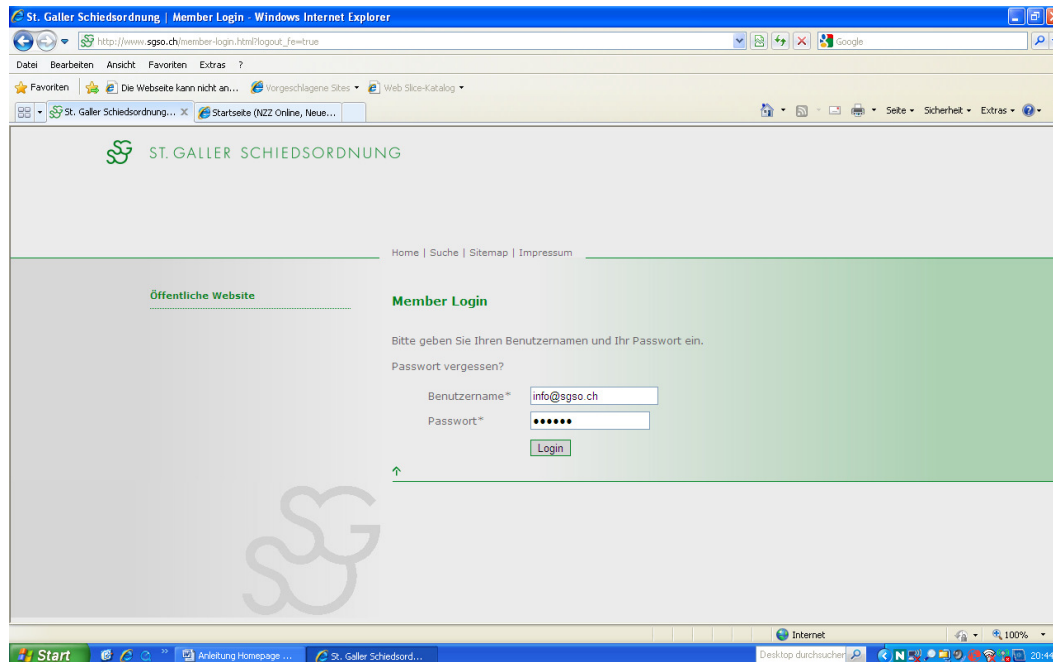 St. Galler Schiedsordnung | Member Login - Windows Internet Explorer
http://www.sgso.ch/member-login.html?logout_fe=true
Google
Datei Bearbeiten Ansicht Favoriten Extras ?
Favoriten Die Webseite kann nicht an... Vorgeschlagene Sites Web Slice-Katalog
St. Galler Schiedsordnung... Startseite (NZZ Online, Neue... Seite Sicherheit Extras
ST. GALLER SCHIEDSORDNUNG
Home | Suche | Sitemap | Impressum
Öffentliche Website
Member Login
Bitte geben Sie Ihren Benutzernamen und Ihr Passwort ein.
Passwort vergessen?
Benutzername* info@sgso.ch
Passwort* ••••••
Login
SGSO
Internet 100%
Start Anleitung Homepage ... St. Galler Schiedsord... Desktop durchsuchen 20:44